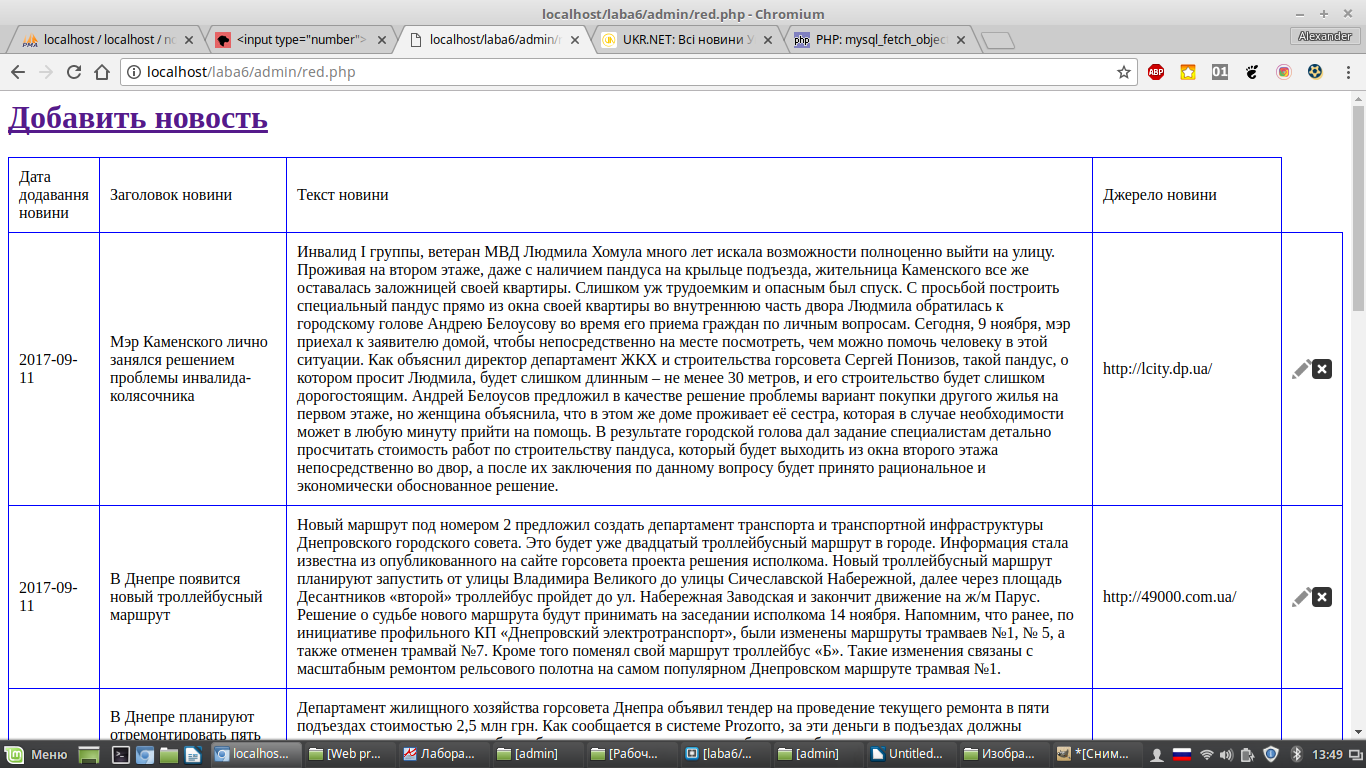 localhost/laba6/admin/red.php - Chromium
localhost / localhost / no
<input type="number">
localhost/laba6/admin/r
UKR.NET: Всі новини У
PHP: mysql_fetch_objec
Alexander
localhost/laba6/admin/red.php
ABP
01
Добавить новость
Дата
додавання
новини
Заголовок новини
Текст новини
Джерело новини
2017-09-
11
Мэр Каменского лично
занялся решением
проблемы инвалида-
колясочника
Инвалид I группы, ветеран МВД Людмила Хомула много лет искала возможности полноценно выйти на улицу.
Проживая на втором этаже, даже с наличием пандуса на крыльце подъезда, жительница Каменского все же
оставалась заложницей своей квартиры. Слишком уж трудоемким и опасным был спуск. С просьбой построить
специальный пандус прямо из окна своей квартиры во внутреннюю часть двора Людмила обратилась к
городскому голове Андрею Белоусову во время его приема граждан по личным вопросам. Сегодня, 9 ноября, мэр
приехал к заявителю домой, чтобы непосредственно на месте посмотреть, чем можно помочь человеку в этой
ситуации. Как объяснил директор департамент ЖКХ и строительства горсовета Сергей Понизов, такой пандус, о
котором просит Людмила, будет слишком длинным – не менее 30 метров, и его строительство будет слишком
дорогостоящим. Андрей Белоусов предложил в качестве решение проблемы вариант покупки другого жилья на
первом этаже, но женщина объяснила, что в этом же доме проживает её сестра, которая в случае необходимости
может в любую минуту прийти на помощь. В результате городской голова дал задание специалистам детально
просчитать стоимость работ по строительству пандуса, который будет выходить из окна второго этажа
непосредственно во двор, а после их заключения по данному вопросу будет принято рациональное и
экономически обоснованное решение.
http://lcity.dp.ua/
2017-09-
11
В Днепре появится
новый троллейбусный
маршрут
Новый маршрут под номером 2 предложил создать департамент транспорта и транспортной инфраструктуры
Днепровского городского совета. Это будет уже двадцатый троллейбусный маршрут в городе. Информация стала
известна из опубликованного на сайте горсовета проекта решения исполкома. Новый троллейбусный маршрут
планируют запустить от улицы Владимира Великого до улицы Сичеславской Набережной, далее через площадь
Десантников «второй» троллейбус пройдет до ул. Набережная Заводская и закончит движение на ж/м Парус.
Решение о судьбе нового маршрута будут принимать на заседании исполкома 14 ноября. Напомним, что ранее, по
инициативе профильного КП «Днепровский электротранспорт», были изменены маршруты трамваев №1, № 5, а
также отменен трамвай №7. Кроме того поменял свой маршрут троллейбус «Б». Такие изменения связаны с
масштабным ремонтом рельсового полотна на самом популярном Днепровском маршруте трамвая №1.
http://49000.com.ua/
В Днепре планируют
отремонтировать пять
Департамент жилищного хозяйства горсовета Днепра объявил тендер на проведение текущего ремонта в пяти
подъездах стоимостью 2,5 млн грн. Как сообщается в системе Prozorro, за эти деньги в подъездах должны
Меню
localhos...
[Web pr...
Лабора...
[admin]
[Рабоч...
[laba6/...
[admin]
Untitled...
Изобра...
*[Сним...
13:49